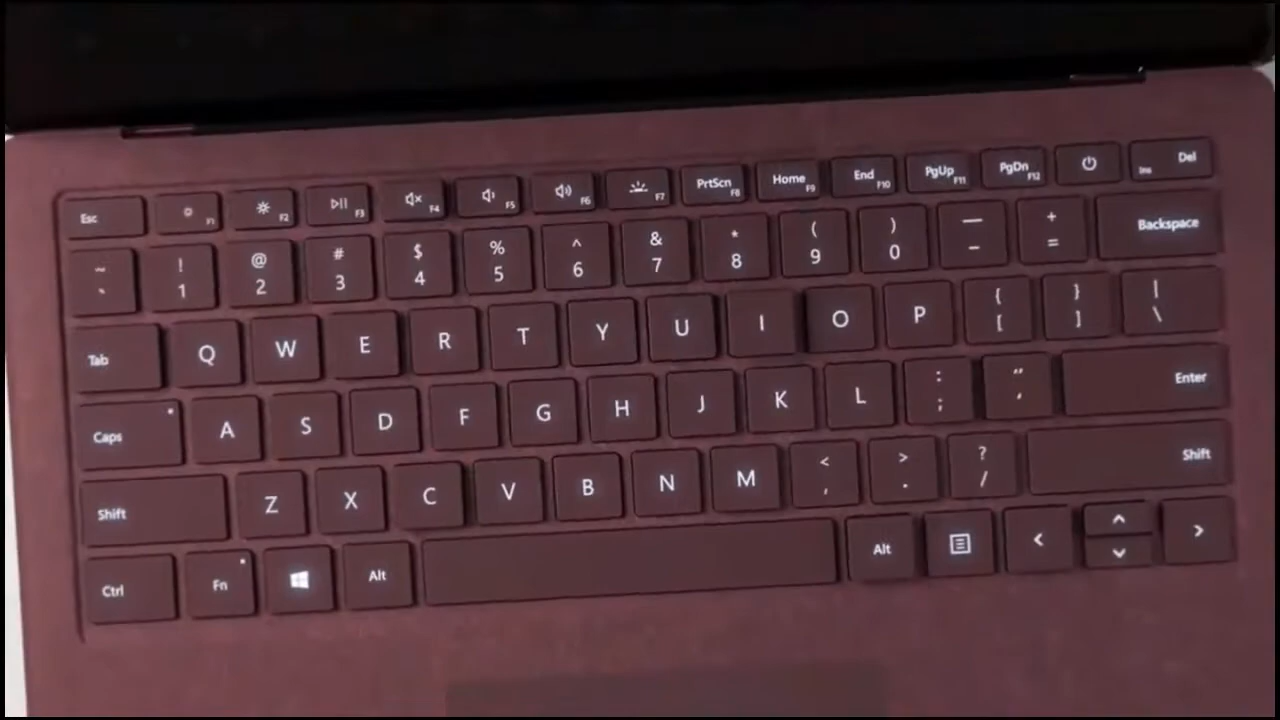 Esc F1 F2 F3 F4 F5 F6 F7 PrtScn F8 Home F9 End F10 PgUp F11 PgDn F12 Ins Del
~ ` ! 1 @ 2 # 3 $ 4 % 5 ^ 6 & 7 * 8 ( 9 ) 0 — - + = Backspace
Tab Q W E R T Y U I O P { [ } ] | \ 
Caps A S D F G H J K L : ; " ' Enter
Shift Z X C V B N M < , > . ? / Shift
Ctrl Fn Alt Alt